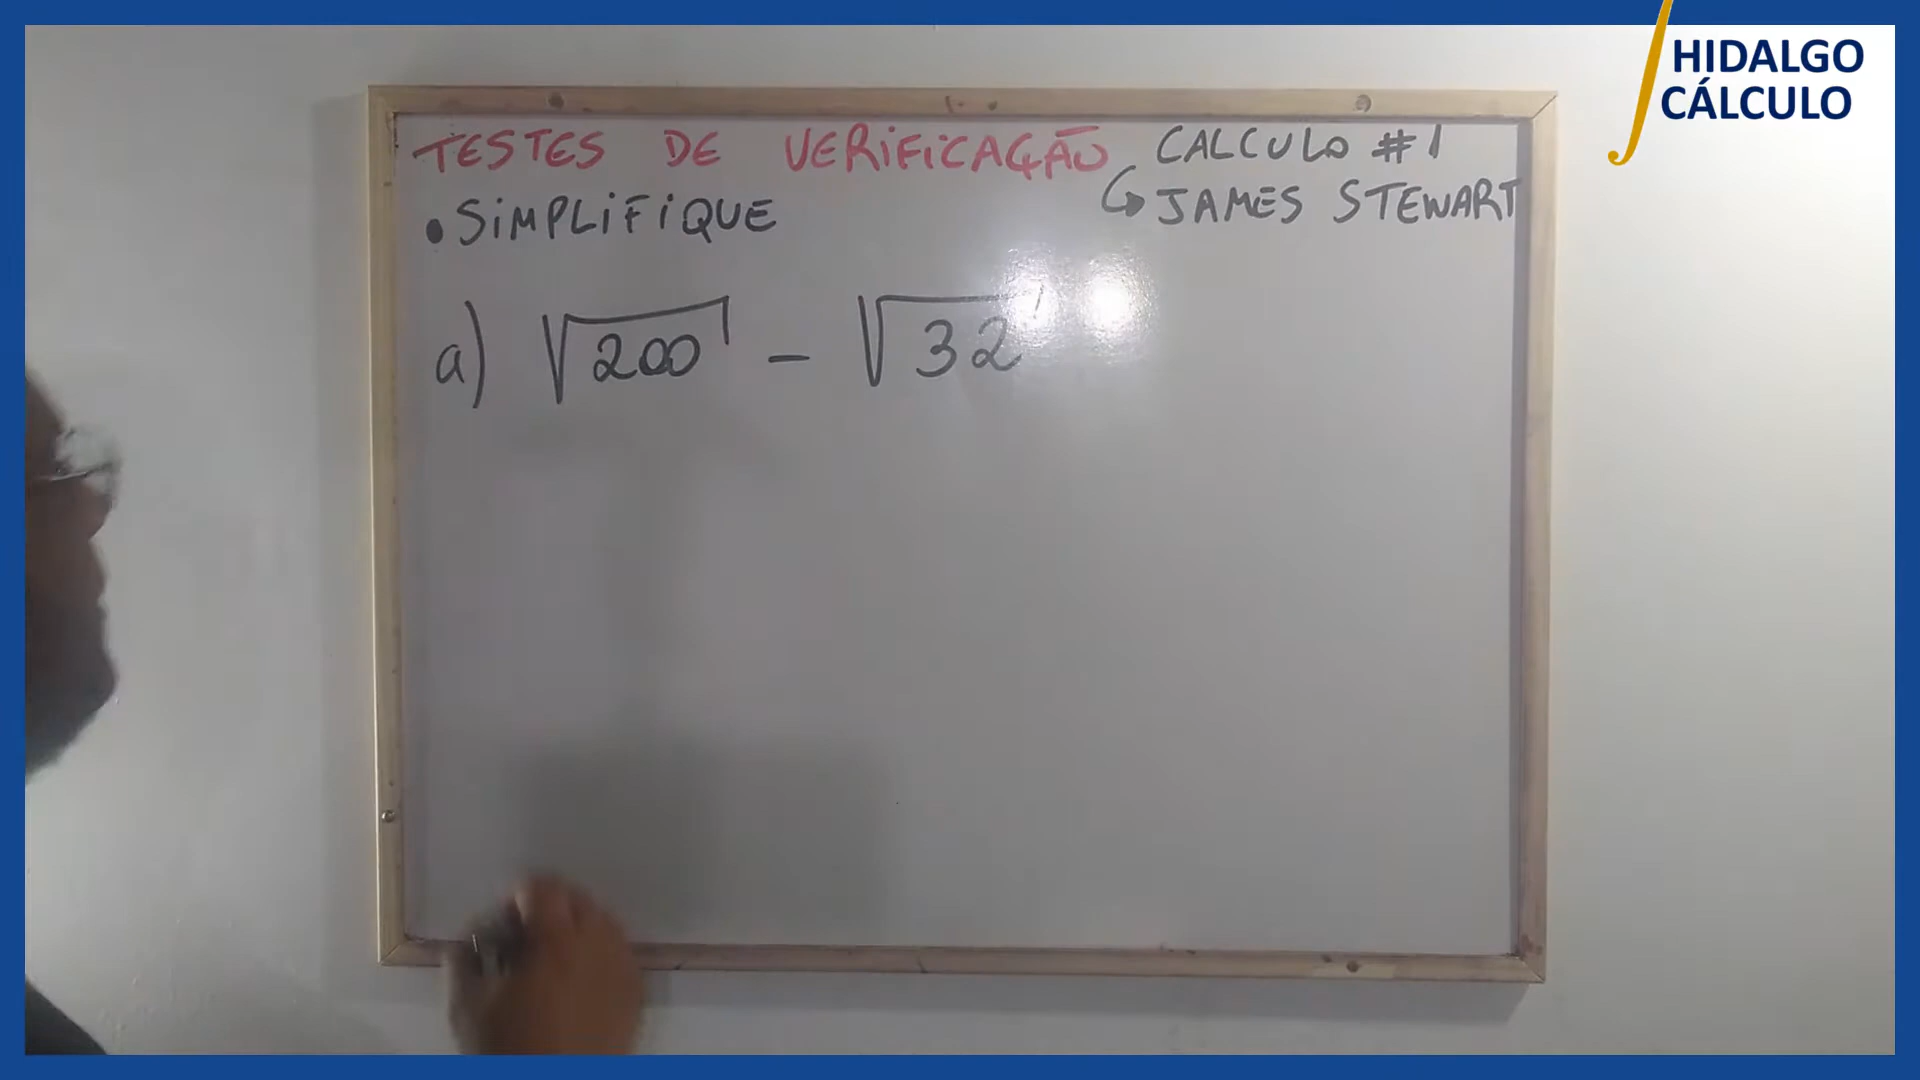 HIDALGO
CÁLCULO
TESTES DE VERIFICAÇÃO CALCULO #1
↳ JAMES STEWART
• SIMPLIFIQUE
a) √200 - √32